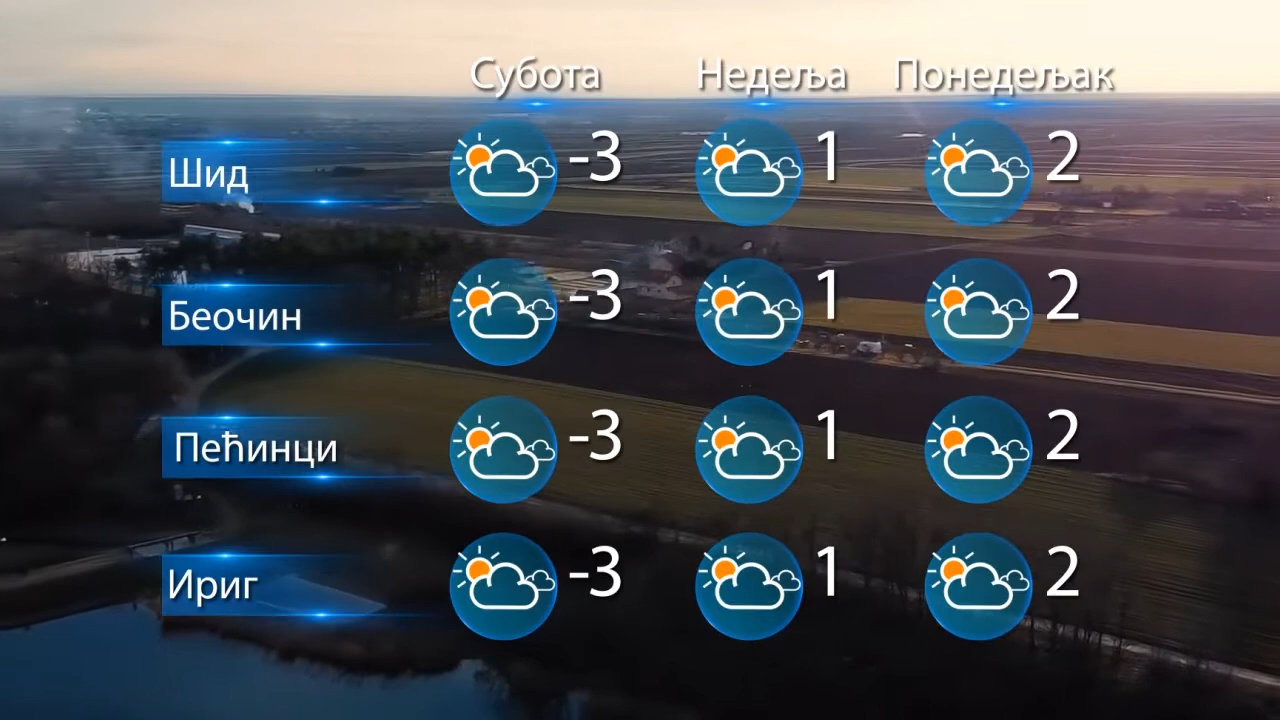 Субота Недеља Понедељак
Шид -3 1 2
Беочин -3 1 2
Пећинци -3 1 2
Ириг -3 1 2